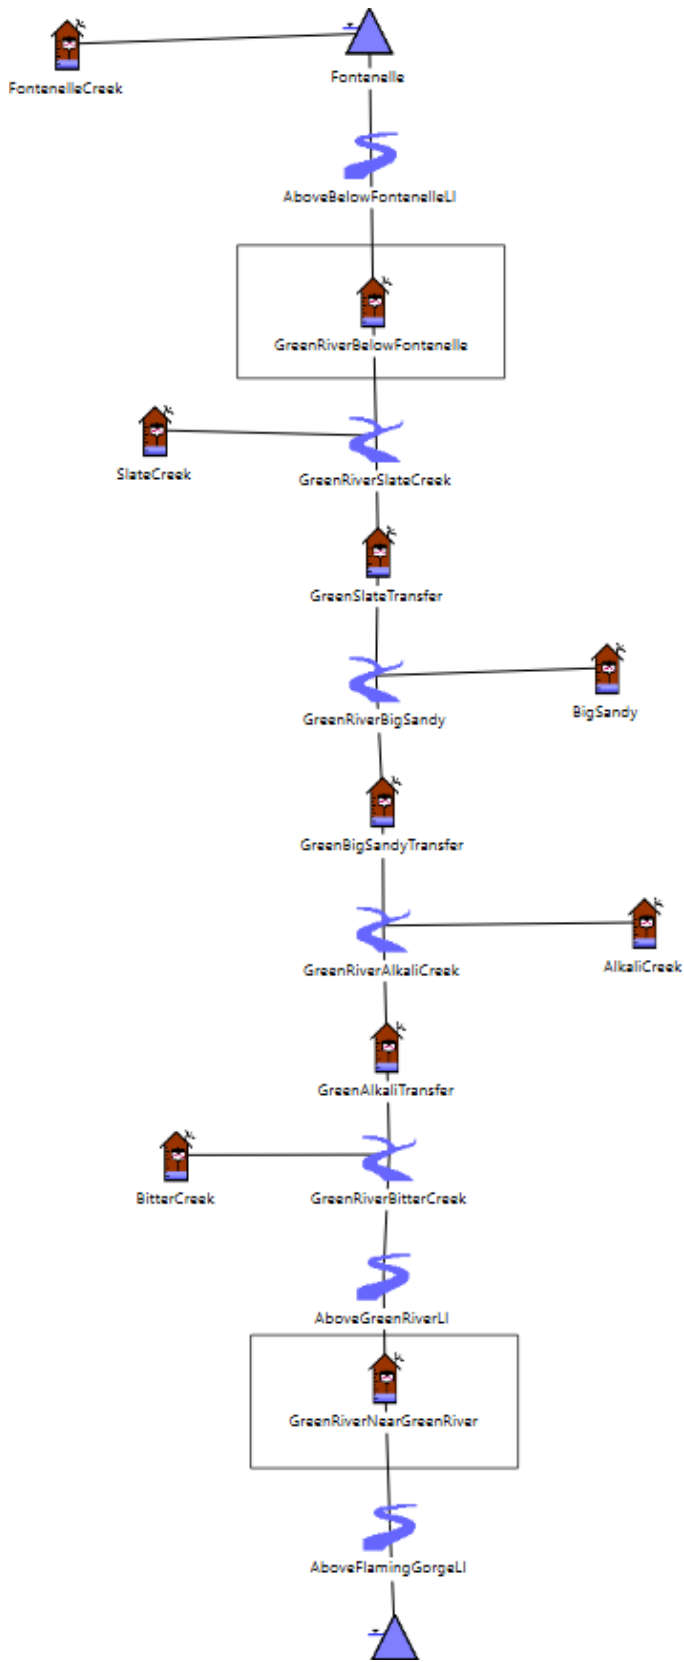 FontenelleCreek
Fontenelle
AboveBelowFontenelleLI
GreenRiverBelowFontenelle
SlateCreek
GreenRiverSlateCreek
GreenSlateTransfer
GreenRiverBigSandy
BigSandy
GreenBigSandyTransfer
GreenRiverAlkaliCreek
AlkaliCreek
GreenAlkaliTransfer
BitterCreek
GreenRiverBitterCreek
AboveGreenRiverLI
GreenRiverNearGreenRiver
AboveFlamingGorgeLI